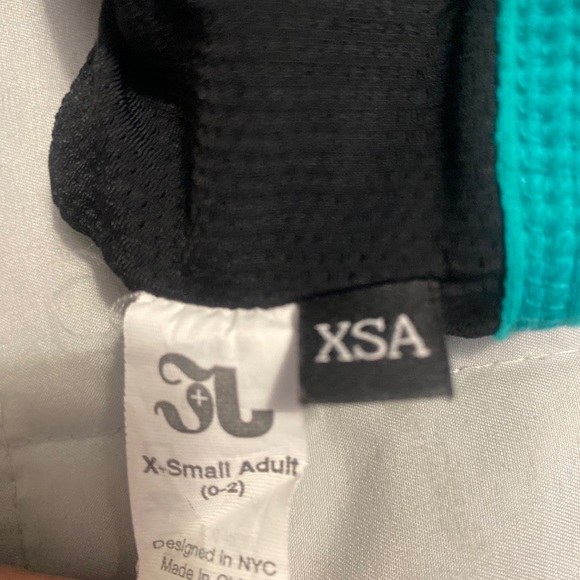 XSA
X-Small Adult
(0-2)
Designed in NYC
Made in